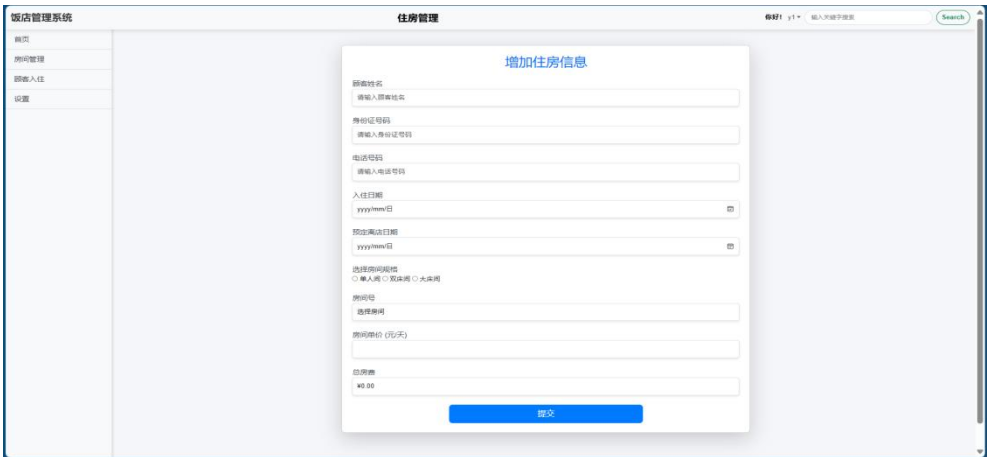 饭店管理系统
住房管理
你好! y1
输入关键字搜索
Search
首页
房间管理
顾客入住
设置
增加住房信息
顾客姓名
请输入顾客姓名
身份证号码
请输入身份证号码
电话号码
请输入电话号码
入住日期
yyyy/mm/日
预定离店日期
yyyy/mm/日
选择房间规格
单人间 双床间 大床间
房间号
选择房间
房间单价 (元/天)
总房费
¥0.00
提交